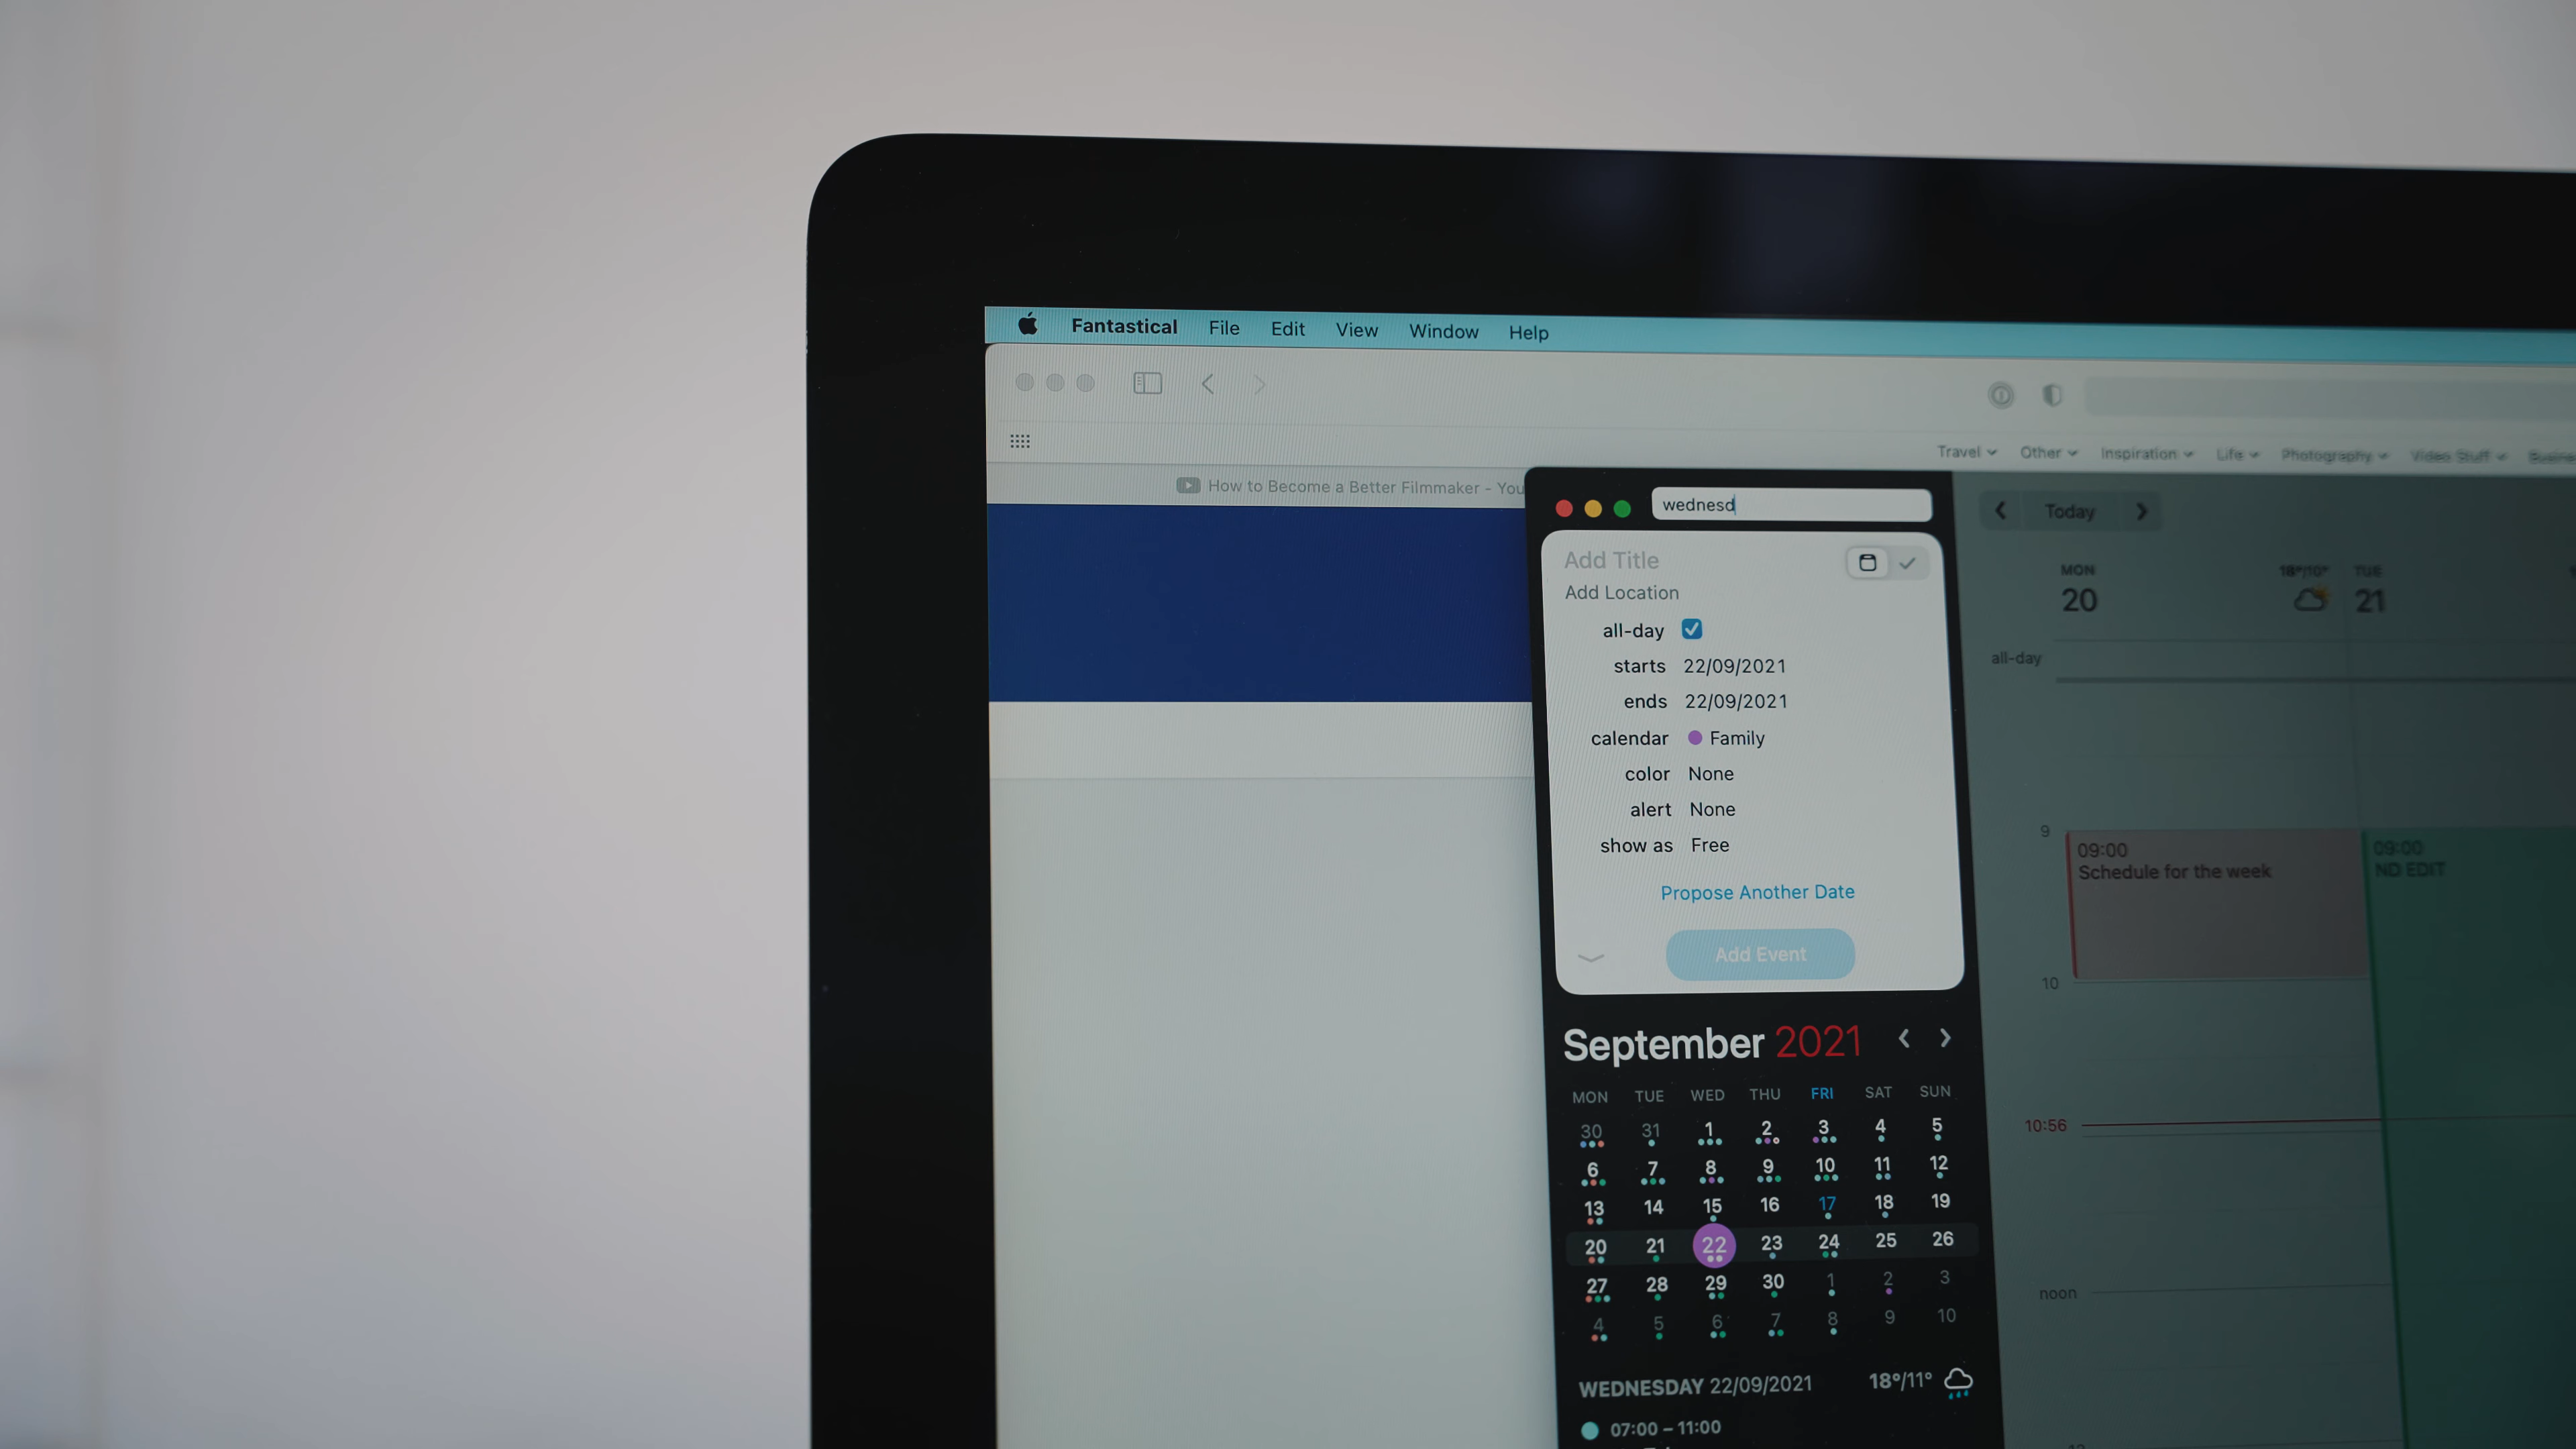 Fantastical File Edit View Window Help
Travel Other Inspiration Life Photography Video Stuff
How to Become a Better Filmmaker - You
wednesd
Add Title
Add Location
all-day
starts 22/09/2021
ends 22/09/2021
calendar Family
color None
alert None
show as Free
Propose Another Date
Add Event
September 2021
MON TUE WED THU FRI SAT SUN
30 31 1 2 3 4 5
6 7 8 9 10 11 12
13 14 15 16 17 18 19
20 21 22 23 24 25 26
27 28 29 30 1 2 3
4 5 6 7 8 9 10
WEDNESDAY 22/09/2021 18°/11°
07:00 – 11:00
Today
MON 18°/10° TUE
20 21
all-day
9
09:00
Schedule for the week
09:00
ND EDIT
10
10:56
noon